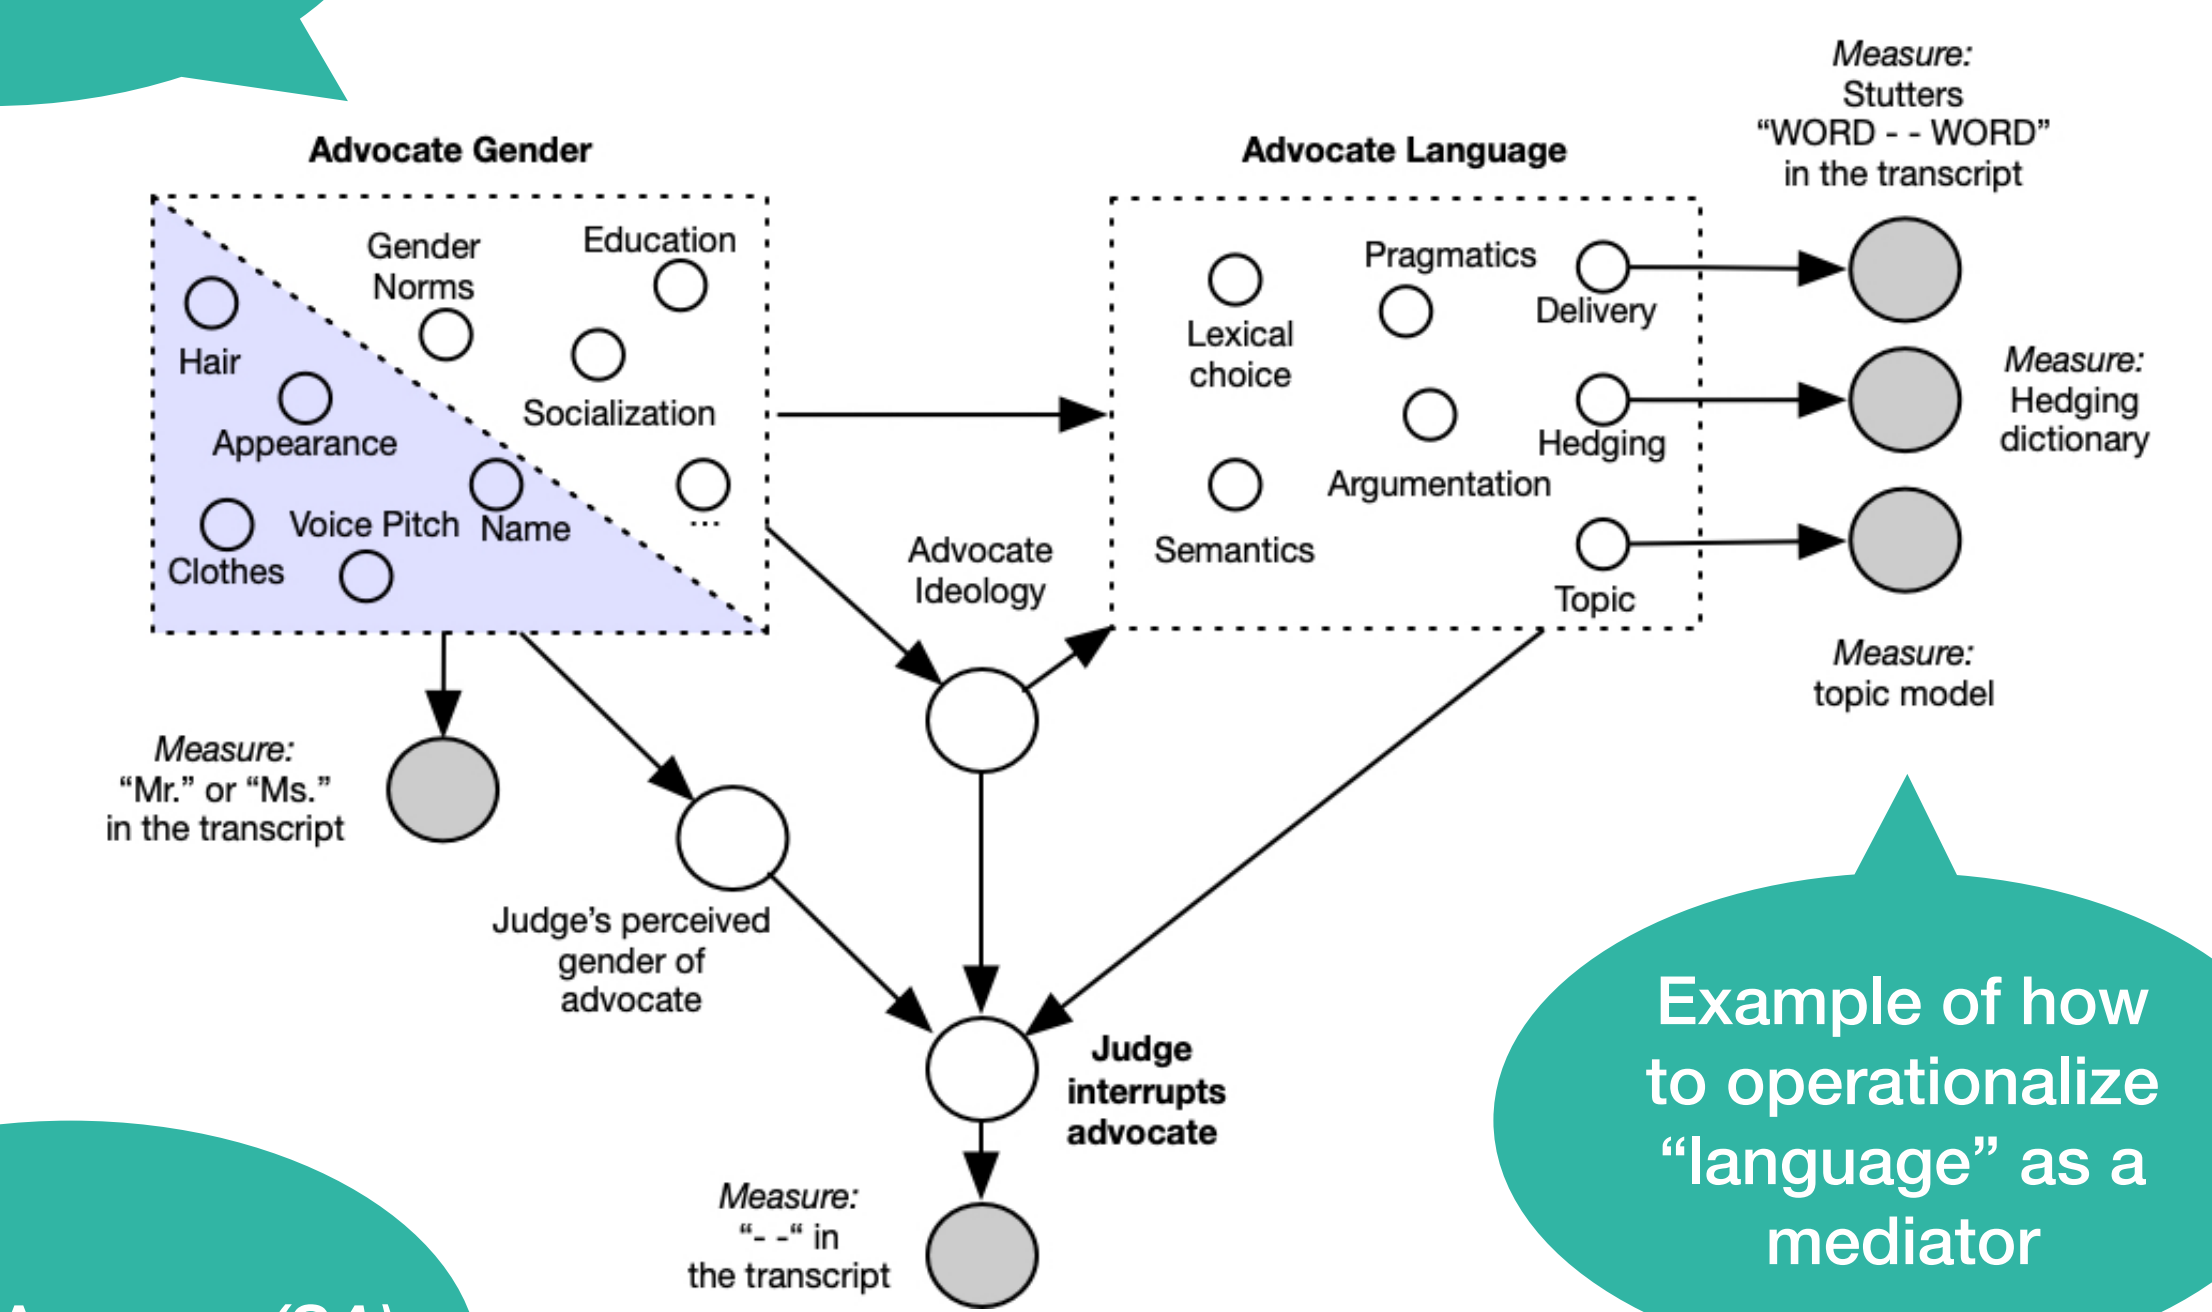 Measure:
Stutters
“WORD - - WORD”
in the transcript
Advocate Gender
Advocate Language
Gender
Norms
Education
Hair
Socialization
Appearance
Voice Pitch
Name
Clothes
...
Lexical
choice
Pragmatics
Delivery
Hedging
Argumentation
Semantics
Topic
Measure:
Hedging
dictionary
Measure:
topic model
Advocate
Ideology
Measure:
“Mr.” or “Ms.”
in the transcript
Judge’s perceived
gender of
advocate
Judge
interrupts
advocate
Measure:
“- -“ in
the transcript
Example of how
to operationalize
“language” as a
mediator